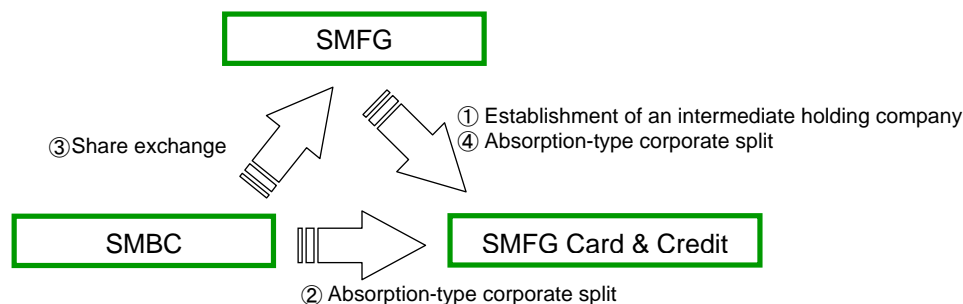 SMFG
① Establishment of an intermediate holding company
④ Absorption-type corporate split
③Share exchange
SMBC
SMFG Card & Credit
② Absorption-type corporate split